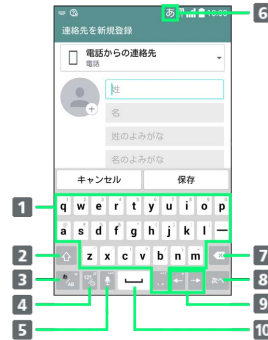 あ 10:00 6
連絡先を新規登録
電話からの連絡先
電話
姓
名
姓のよみがな
名のよみがな
キャンセル 保存
1 q w e r t y u i o p
a s d f g h j k l ー
2 z x c v b n m 7
3 次へ 8
4 9
5 10